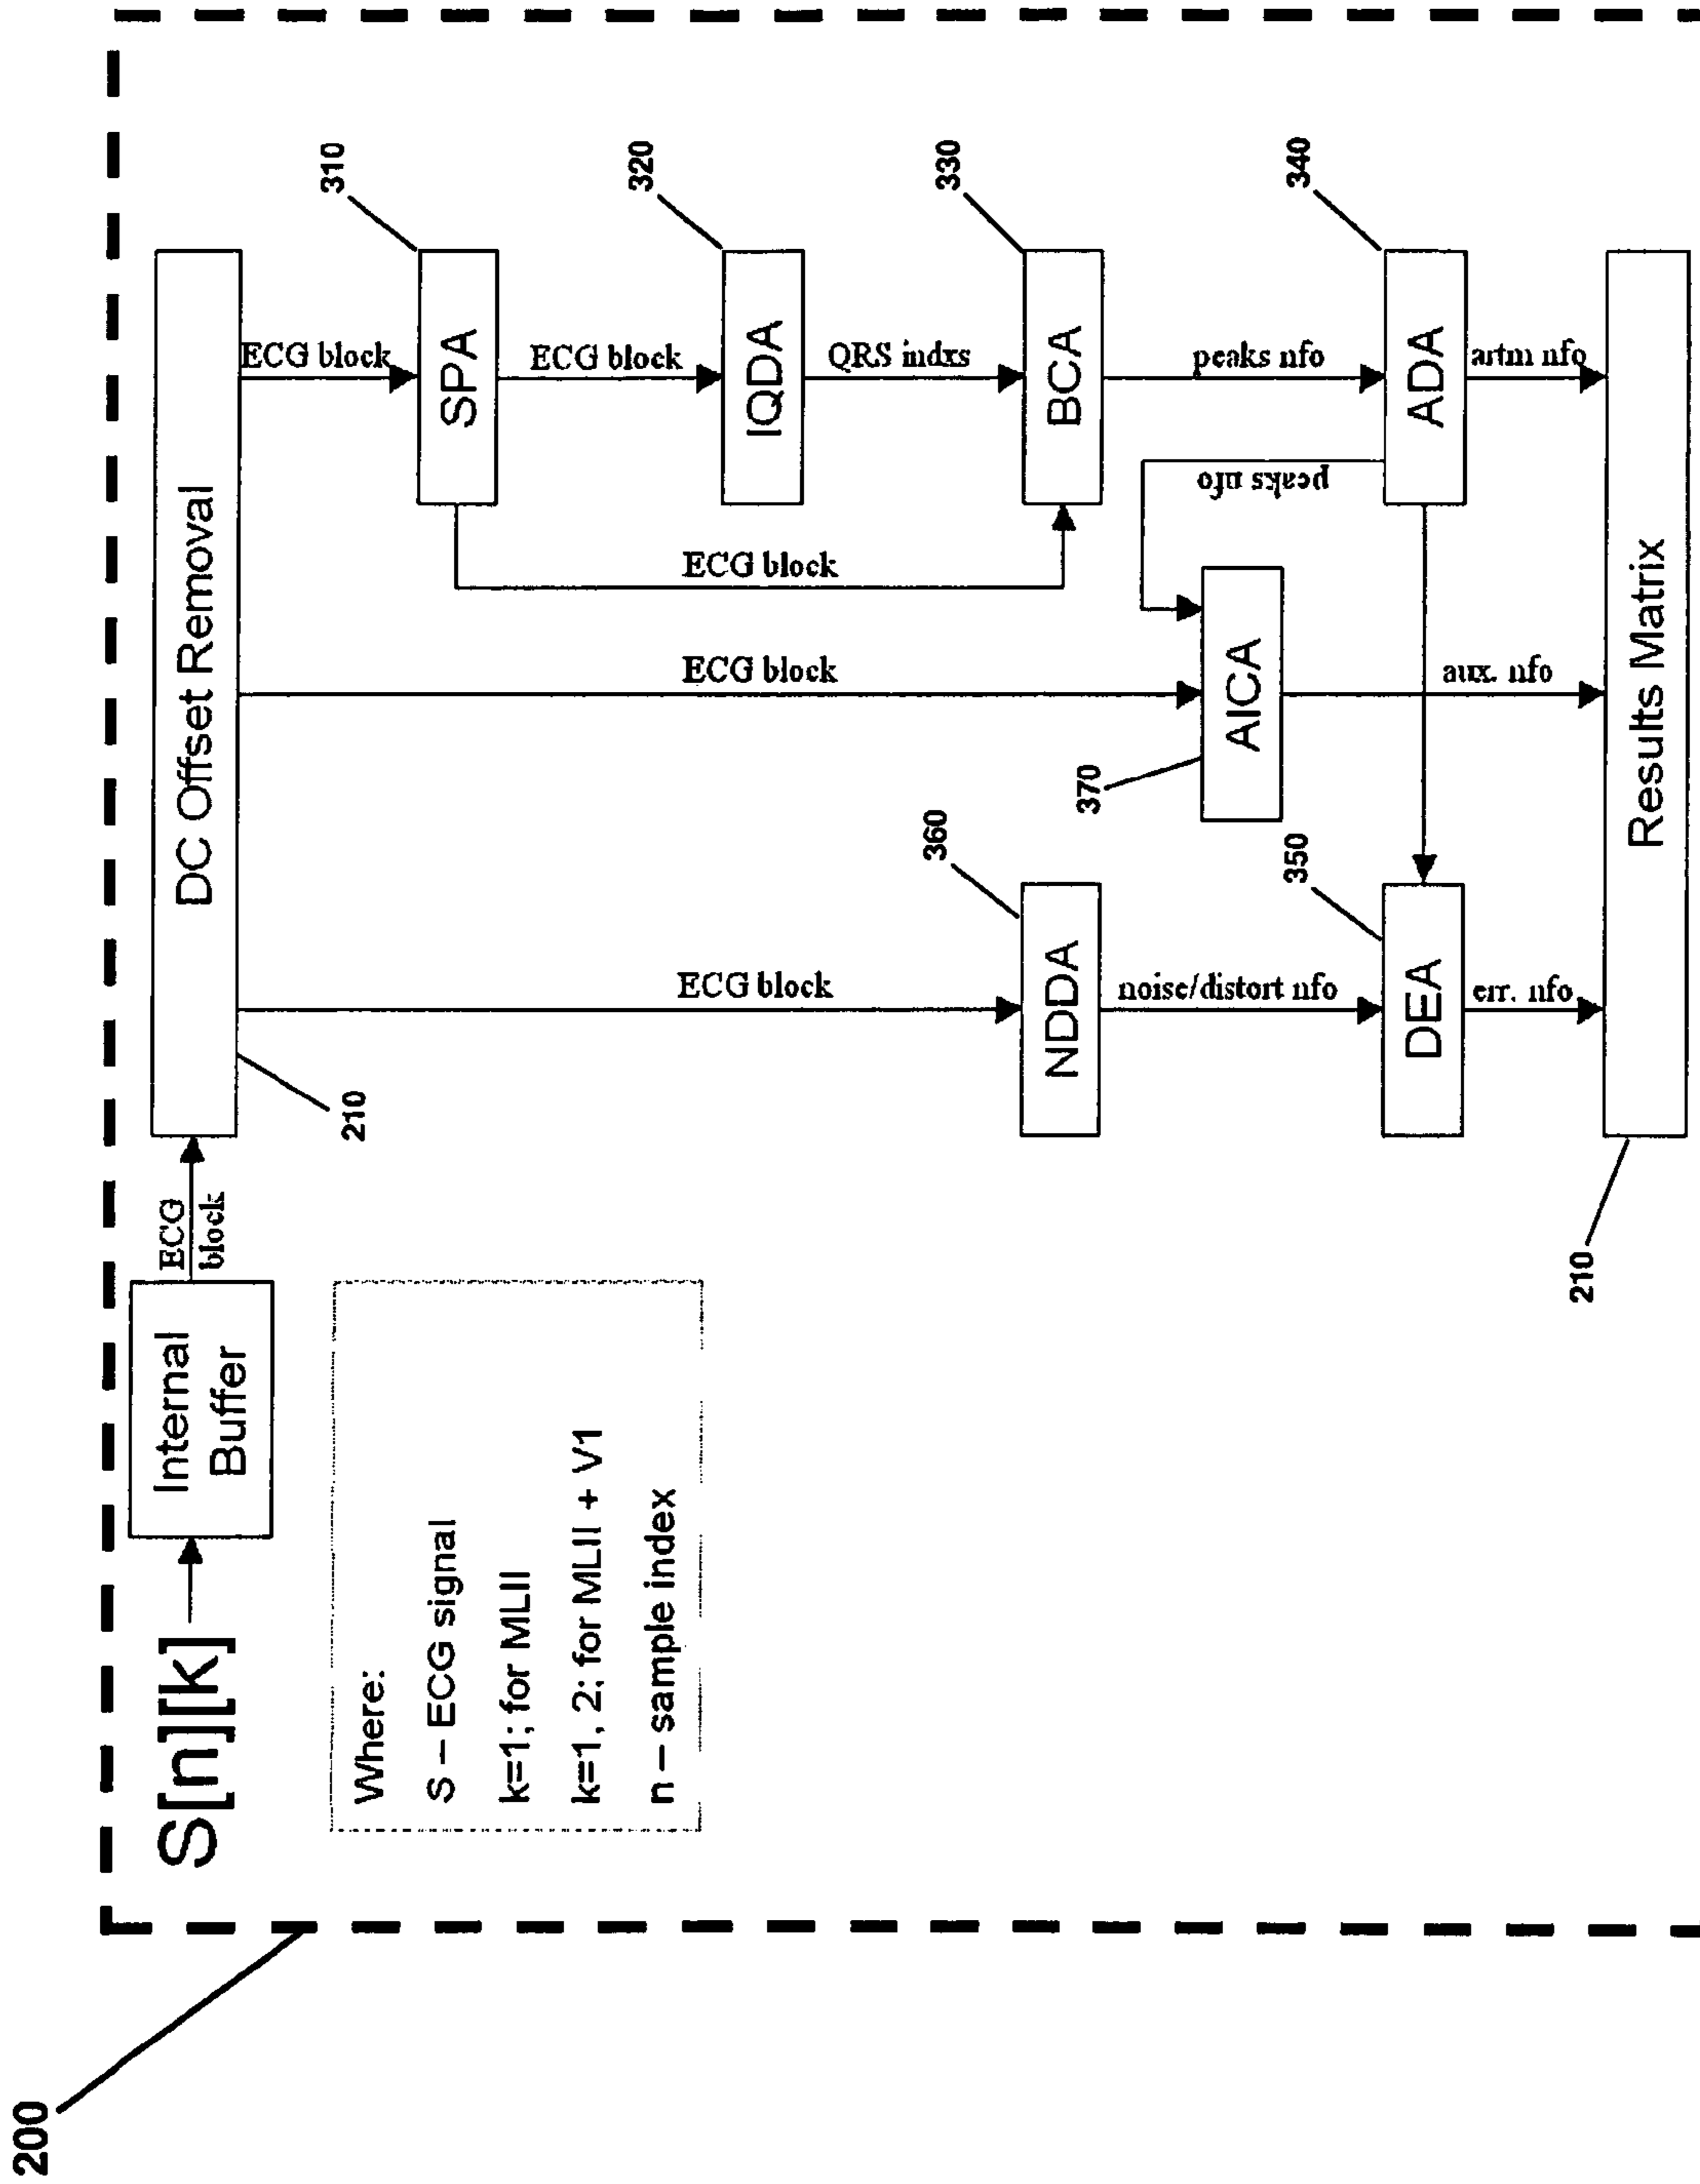 200
S[n][k]
Internal
Buffer
ECG
block
DC Offset Removal
210
Where:
S – ECG signal
k=1; for MLII
k=1, 2; for MLII + V1
n – sample index
ECG block
ECG block
ECG block
SPA
310
ECG block
ECG block
IQDA
320
QRS indxs
NDDA
360
BCA
330
noise/distort nfo
AICA
370
peaks nfo
peaks nfo
DEA
350
ADA
340
err. nfo
aux. nfo
artm nfo
Results Matrix
210